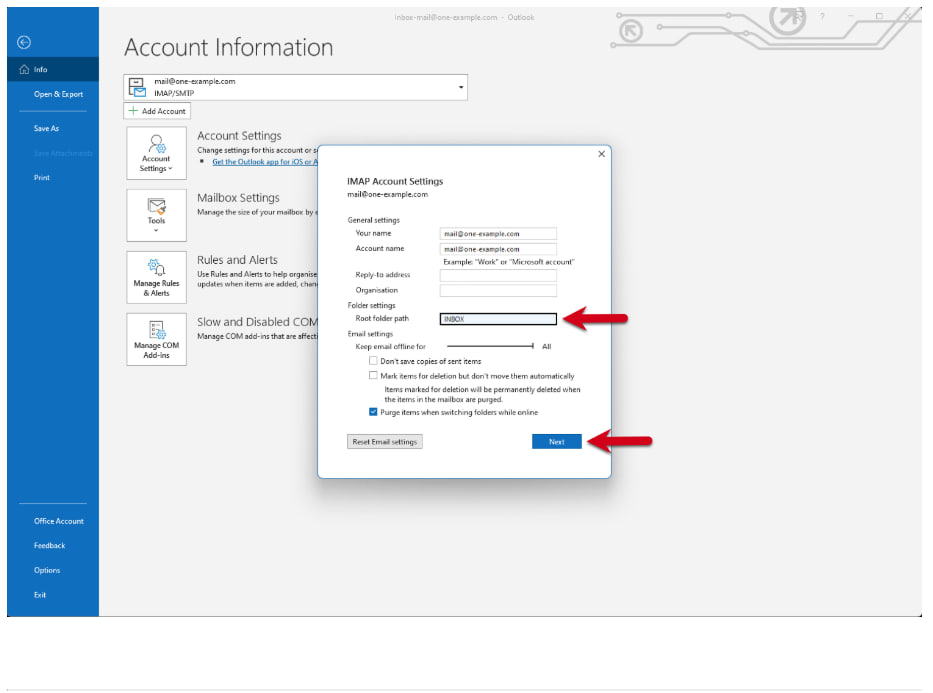 Inbox-mail@one-example.com - Outlook
?
Account Information
Info
Open & Export
Save As
Save Attachments
Print
Office Account
Feedback
Options
Exit
mail@one-example.com
IMAP/SMTP
Add Account
Account
Settings
Account Settings
Change settings for this account or s
Get the Outlook app for iOS or A
Tools
Mailbox Settings
Manage the size of your mailbox by e
Manage Rules
& Alerts
Rules and Alerts
Use Rules and Alerts to help organise
updates when items are added, chan
Manage COM
Add-ins
Slow and Disabled COM
Manage COM add-ins that are affecti
IMAP Account Settings
mail@one-example.com
General settings
Your name mail@one-example.com
Account name mail@one-example.com
Example: "Work" or "Microsoft account"
Reply-to address
Organisation
Folder settings
Root folder path INBOX
Email settings
Keep email offline for All
Don't save copies of sent items
Mark items for deletion but don't move them automatically
Items marked for deletion will be permanently deleted when
the items in the mailbox are purged.
Purge items when switching folders while online
Reset Email settings Next